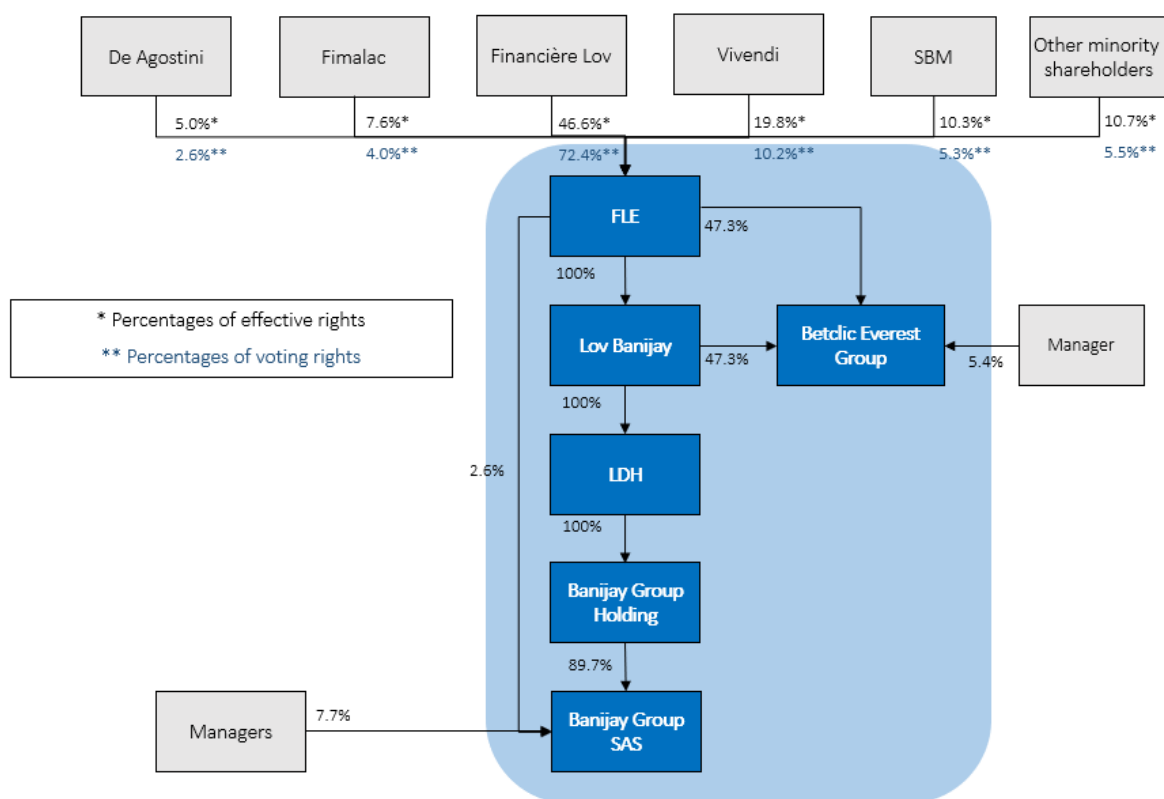 De Agostini
Fimalac
Financière Lov
Vivendi
SBM
Other minority
shareholders
5.0%*
7.6%*
46.6%*
19.8%*
10.3%*
10.7%*
2.6%**
4.0%**
72.4%**
10.2%**
5.3%**
5.5%**
FLE
47.3%
100%
* Percentages of effective rights
** Percentages of voting rights
Lov Banijay
47.3%
Betclic Everest
Group
5.4%
Manager
100%
2.6%
LDH
100%
Banijay Group
Holding
89.7%
Managers
7.7%
Banijay Group
SAS